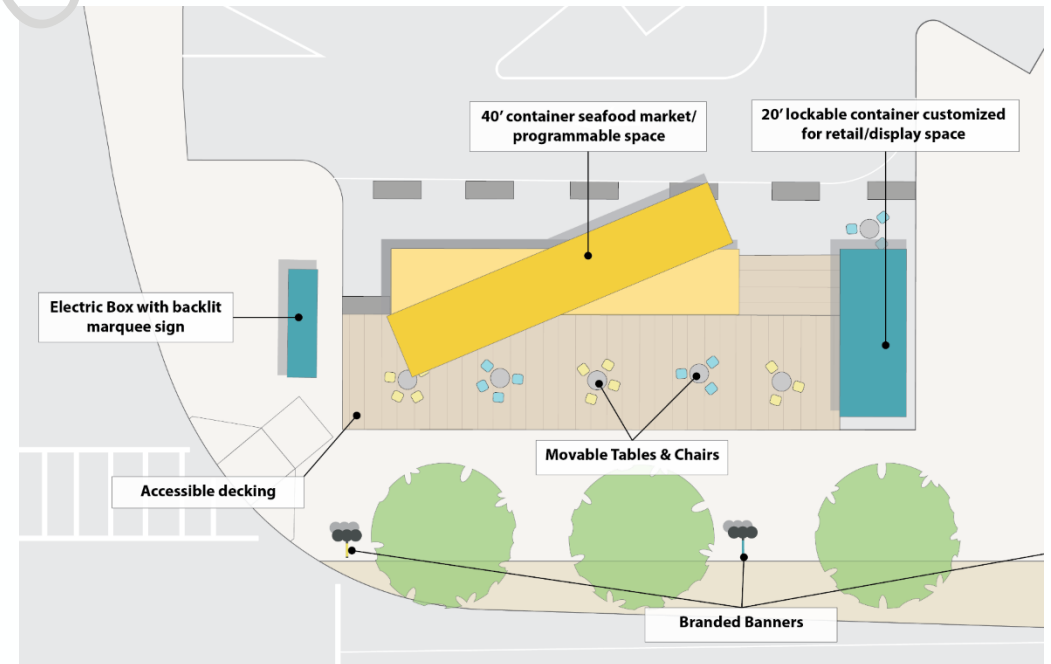 40’ container seafood market/
programmable space
20’ lockable container customized
for retail/display space
Electric Box with backlit
marquee sign
Movable Tables & Chairs
Accessible decking
Branded Banners